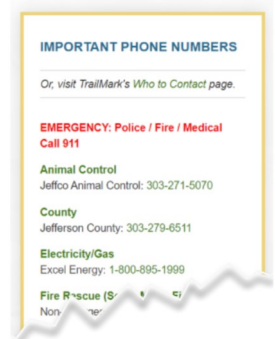 IMPORTANT PHONE NUMBERS
Or, visit TrailMark's Who to Contact page.
EMERGENCY: Police / Fire / Medical
Call 911
Animal Control
Jeffco Animal Control: 303-271-5070
County
Jefferson County: 303-279-6511
Electricity/Gas
Excel Energy: 1-800-895-1999
Fire Rescue